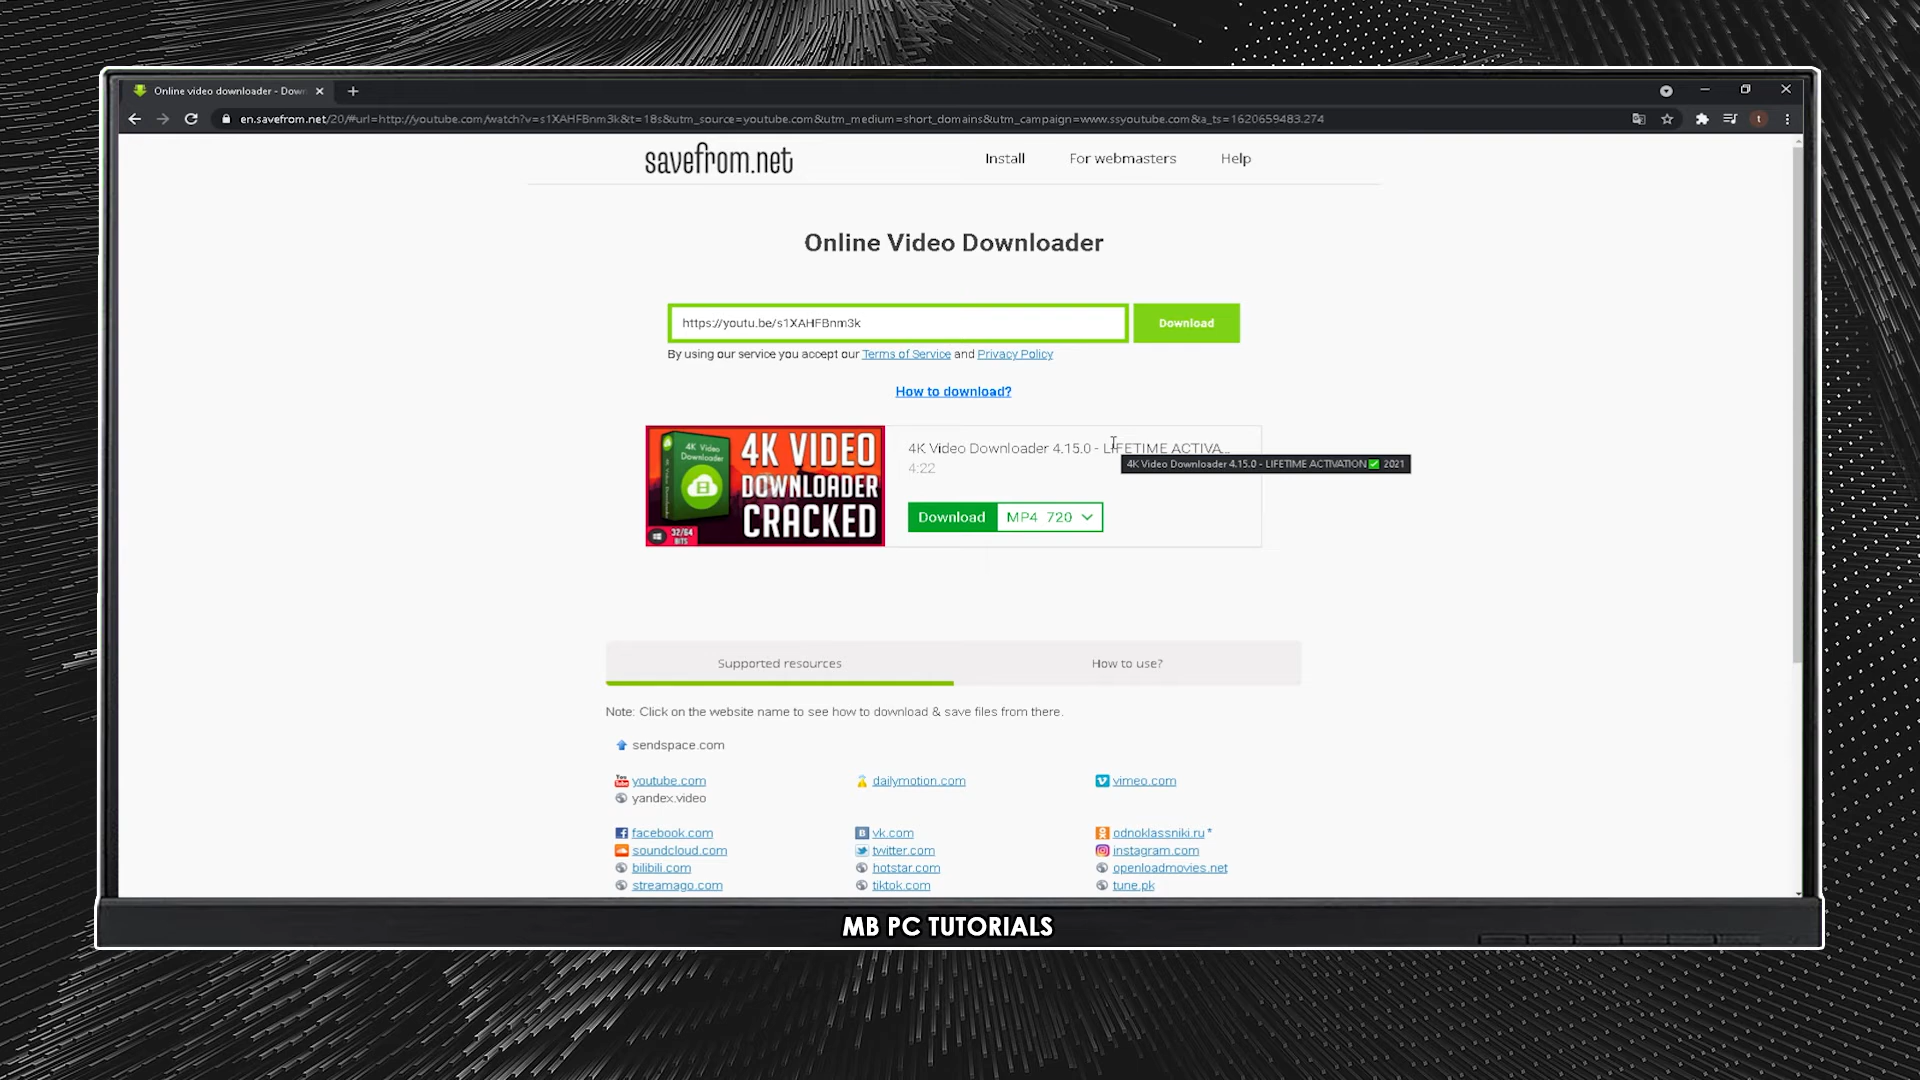 Online video downloader - Down
en.savefrom.net/20/#url=http://youtube.com/watch?v=s1XAHFBnm3k&t=18s&utm_source=youtube.com&utm_medium=short_domains&utm_campaign=www.ssyoutube.com&a_ts=1620659483.274
t
savefrom.net
Install
For webmasters
Help
Online Video Downloader
https://youtu.be/s1XAHFBnm3k
Download
By using our service you accept our Terms of Service and Privacy Policy
How to download?
4K Video
Downloader
32/64
BITS
4K VIDEO
DOWNLOADER
CRACKED
4K Video Downloader 4.15.0 - LIFETIME ACTIVA...
4K Video Downloader 4.15.0 - LIFETIME ACTIVATION ✅ 2021
4:22
Download MP4 720
Supported resources
How to use?
Note: Click on the website name to see how to download & save files from there.
sendspace.com
youtube.com
dailymotion.com
vimeo.com
yandex.video
facebook.com
vk.com
odnoklassniki.ru *
soundcloud.com
twitter.com
instagram.com
bilibili.com
hotstar.com
openloadmovies.net
streamago.com
tiktok.com
tune.pk
MB PC TUTORIALS